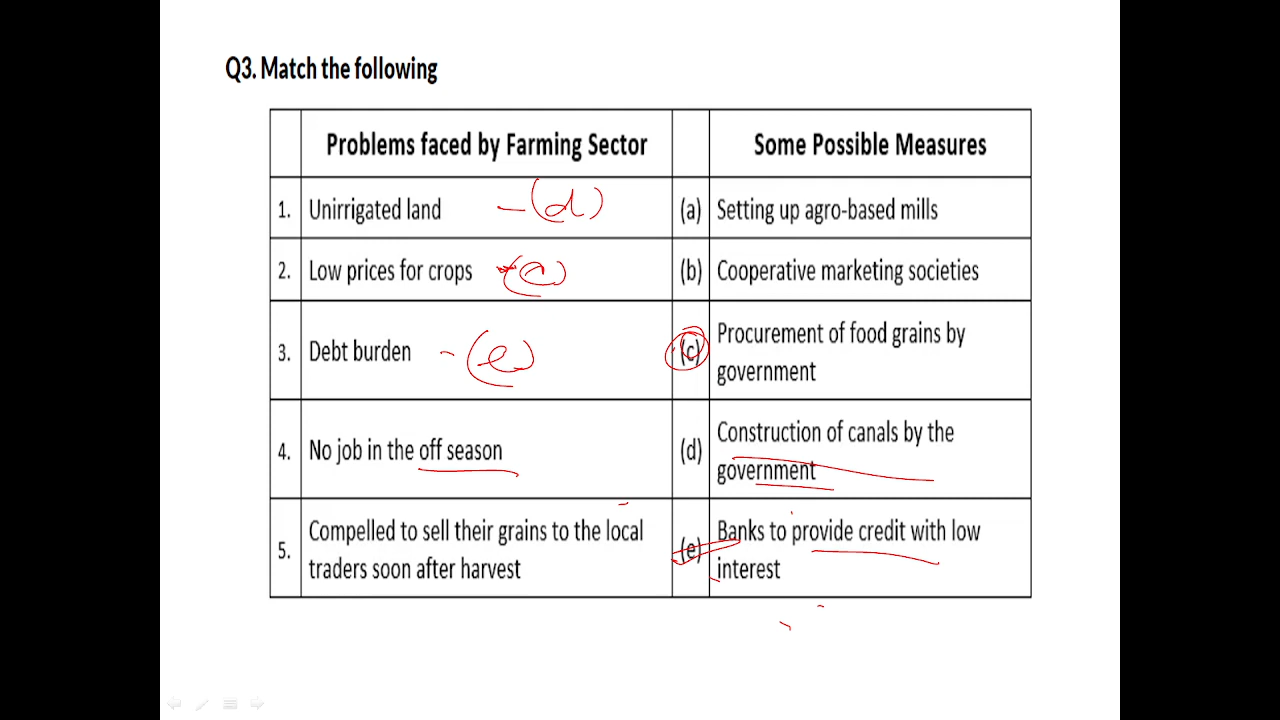 Q3. Match the following
Problems faced by Farming Sector Some Possible Measures
1. Unirrigated land – (d) (a) Setting up agro-based mills
2. Low prices for crops (b) Cooperative marketing societies
3. Debt burden - (e) (c) Procurement of food grains by
government
4. No job in the off season (d) Construction of canals by the
government
5. Compelled to sell their grains to the local
traders soon after harvest
(e) Banks to provide credit with low
interest